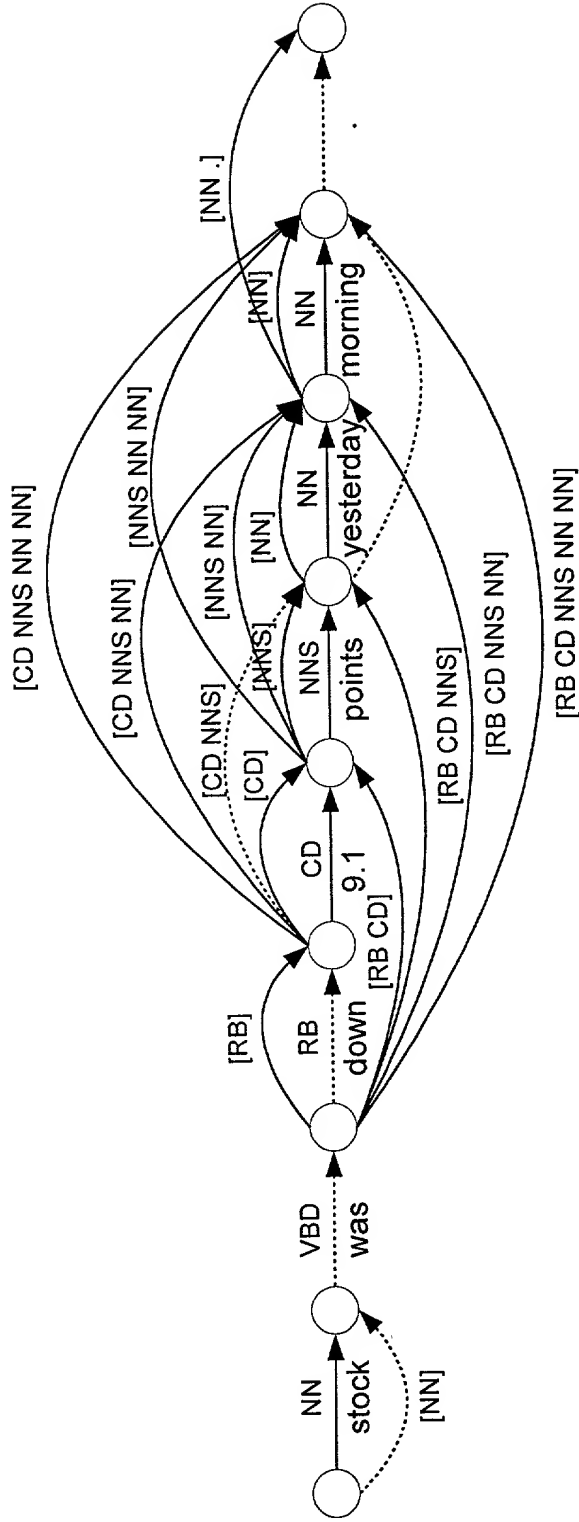 [CD NNS NN NN]
[CD NNS NN]
[NNS NN NN]
[NN .]
[CD NNS]
[NNS NN]
[RB]
[CD]
[NNS]
[NN]
[NN]
NN
VBD
RB
CD
NNS
NN
NN
stock
was
down
9.1
points
yesterday
morning
.
[NN]
[RB CD]
[RB CD NNS]
[RB CD NNS NN]
[RB CD NNS NN NN]